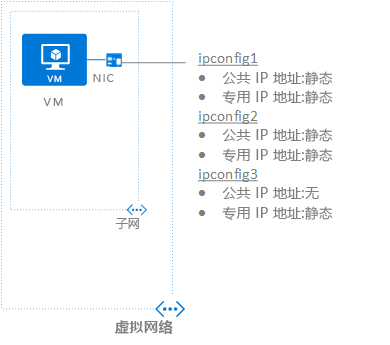 VM
VM
NIC
ipconfig1
● 公共 IP 地址:静态
● 专用 IP 地址:静态
ipconfig2
● 公共 IP 地址:静态
● 专用 IP 地址:静态
ipconfig3
● 公共 IP 地址:无
● 专用 IP 地址:静态
子网
虚拟网络